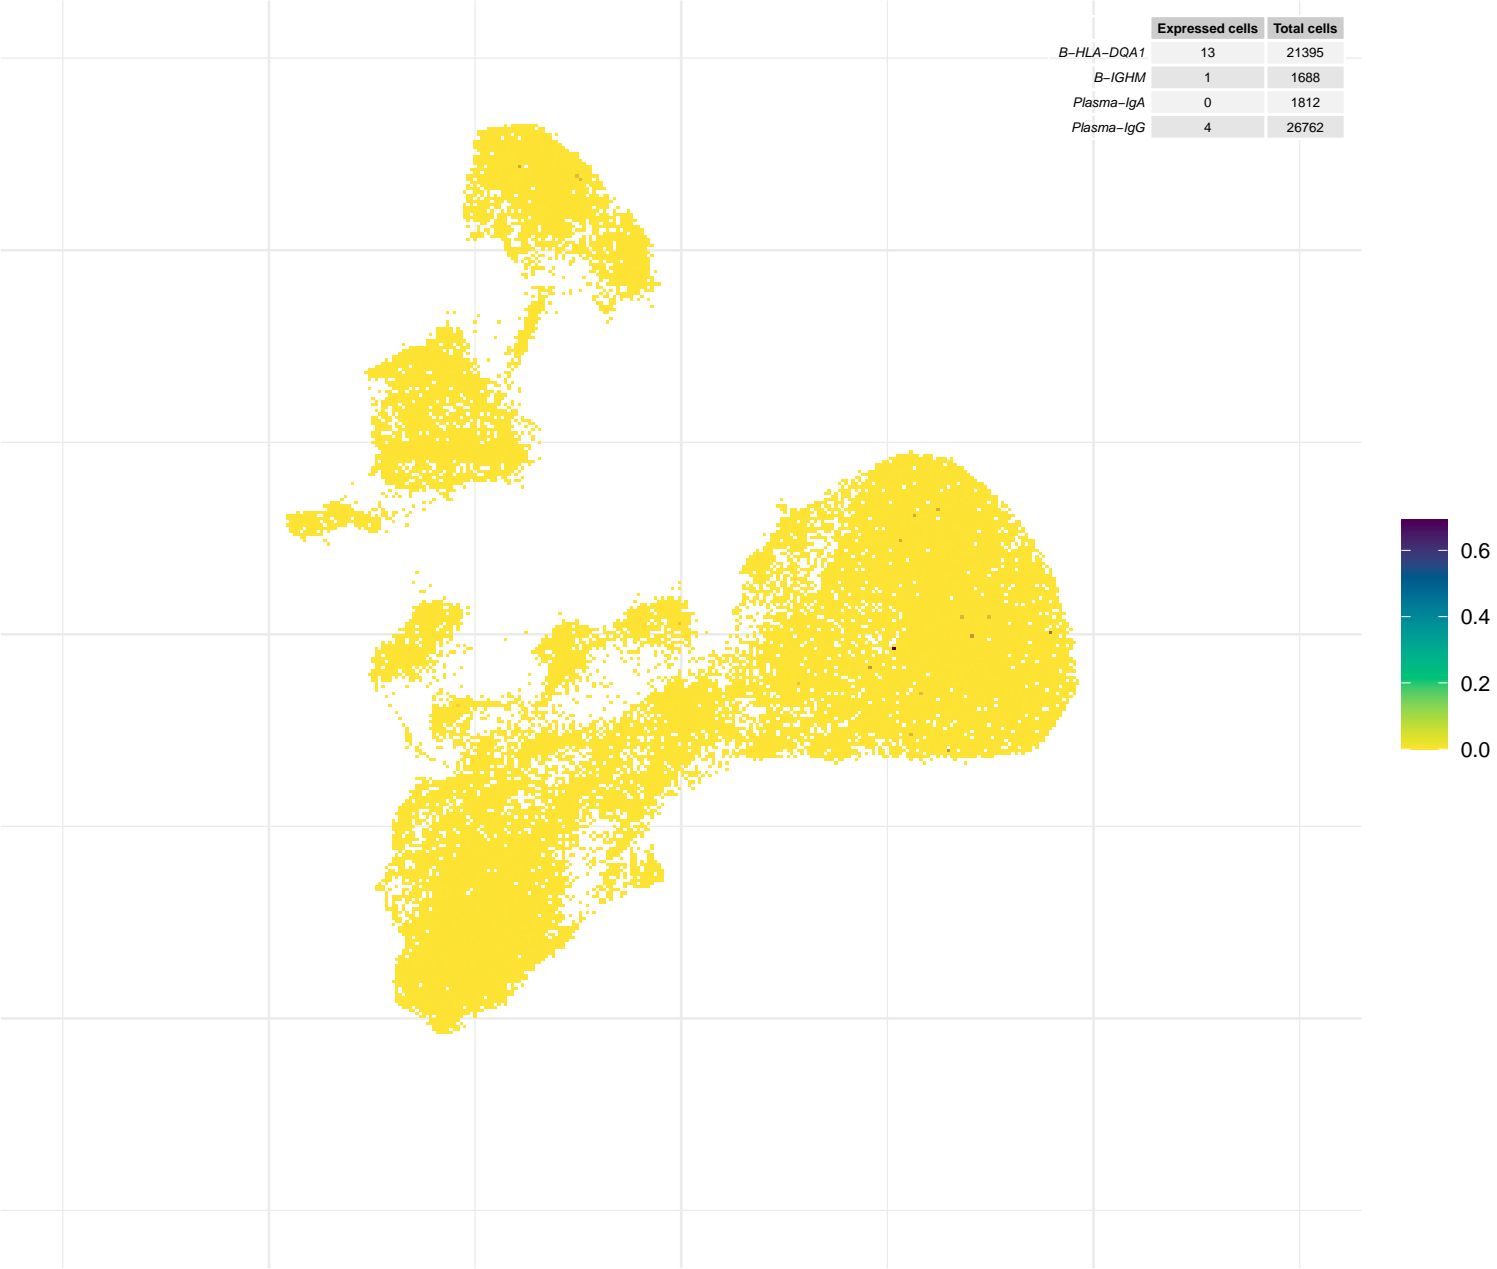 Expressed cells Total cells
B−HLA−DQA1 13 21395
B−IGHM 1 1688
Plasma−IgA 0 1812
Plasma−IgG 4 26762
0.6
0.4
0.2
0.0